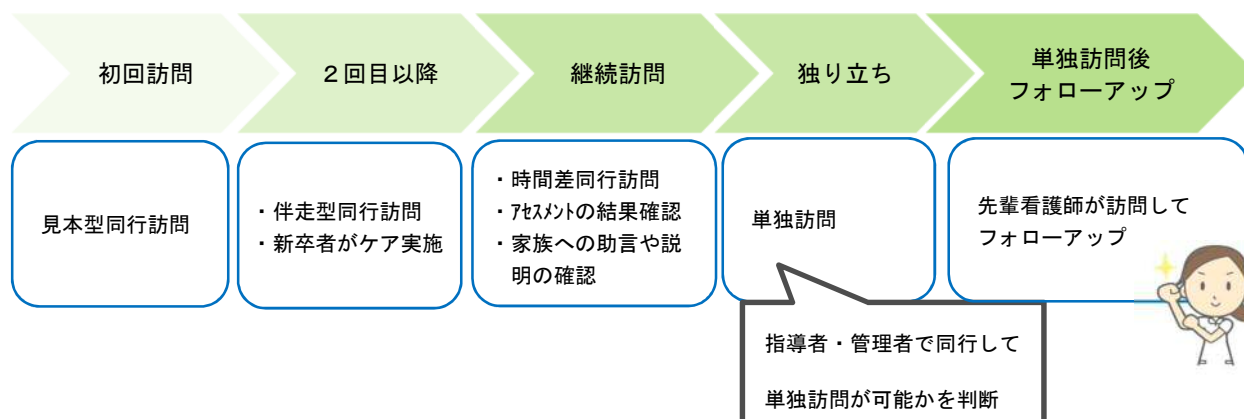 初回訪問
２回目以降
継続訪問
独り立ち
単独訪問後
フォローアップ
見本型同行訪問
・伴走型同行訪問
・新卒者がケア実施
・時間差同行訪問
・ｱｾｽﾒﾝﾄの結果確認
・家族への助言や説
明の確認
単独訪問
先輩看護師が訪問して
フォローアップ
指導者・管理者で同行して
単独訪問が可能かを判断